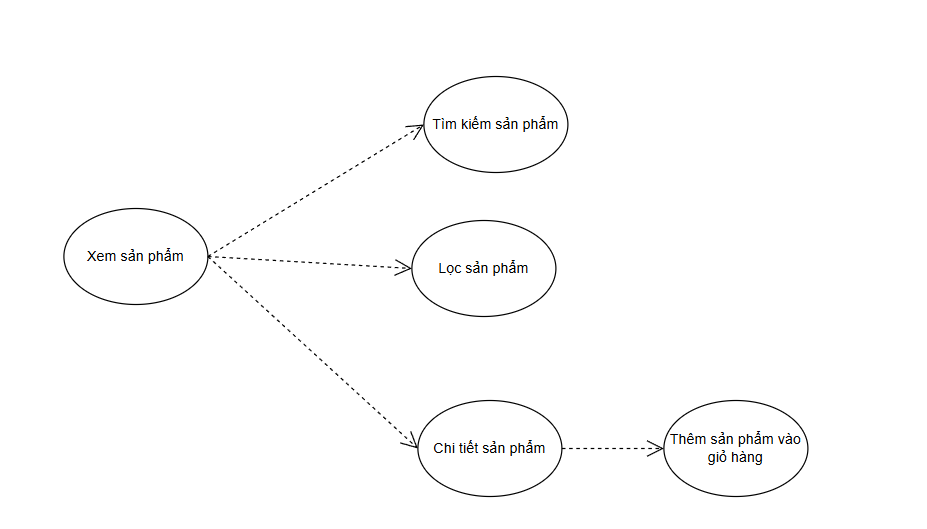 Tìm kiếm sản phẩm
Xem sản phẩm
Lọc sản phẩm
Chi tiết sản phẩm
Thêm sản phẩm vào
giỏ hàng